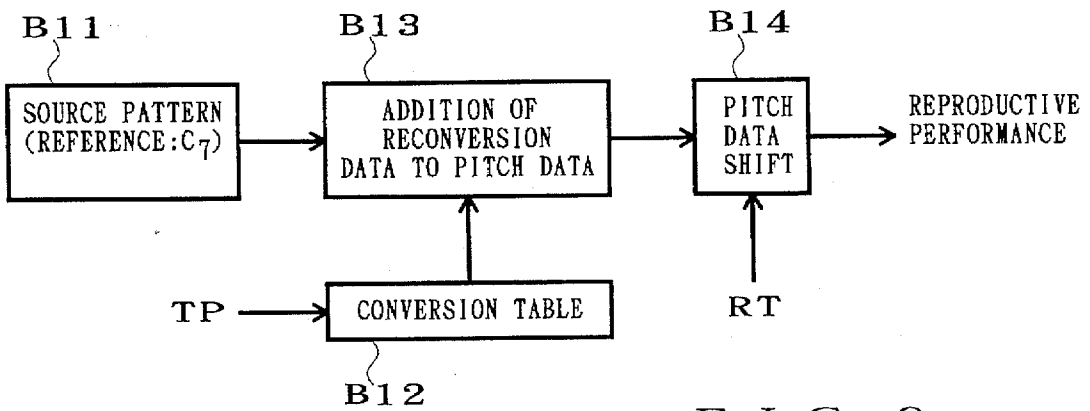 B11
B13
B14
SOURCE PATTERN
(REFERENCE:C7)
ADDITION OF
RECONVERSION
DATA TO PITCH DATA
PITCH
DATA
SHIFT
REPRODUCTIVE
PERFORMANCE
TP
CONVERSION TABLE
RT
B12